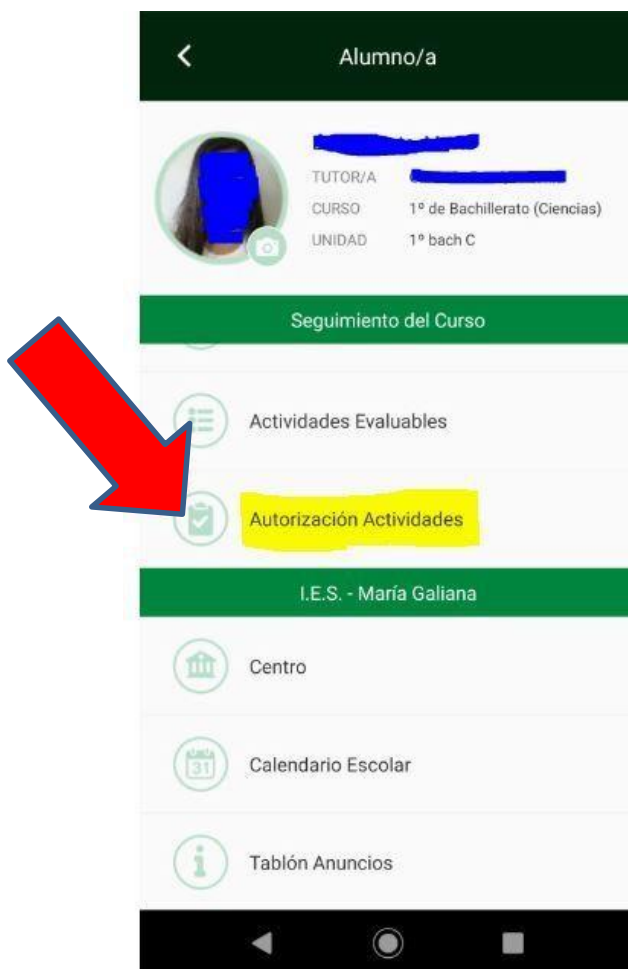 Alumno/a
TUTOR/A
CURSO 1º de Bachillerato (Ciencias)
UNIDAD 1º bach C
Seguimiento del Curso
Actividades Evaluables
Autorización Actividades
I.E.S. - María Galiana
Centro
31 Calendario Escolar
Tablón Anuncios